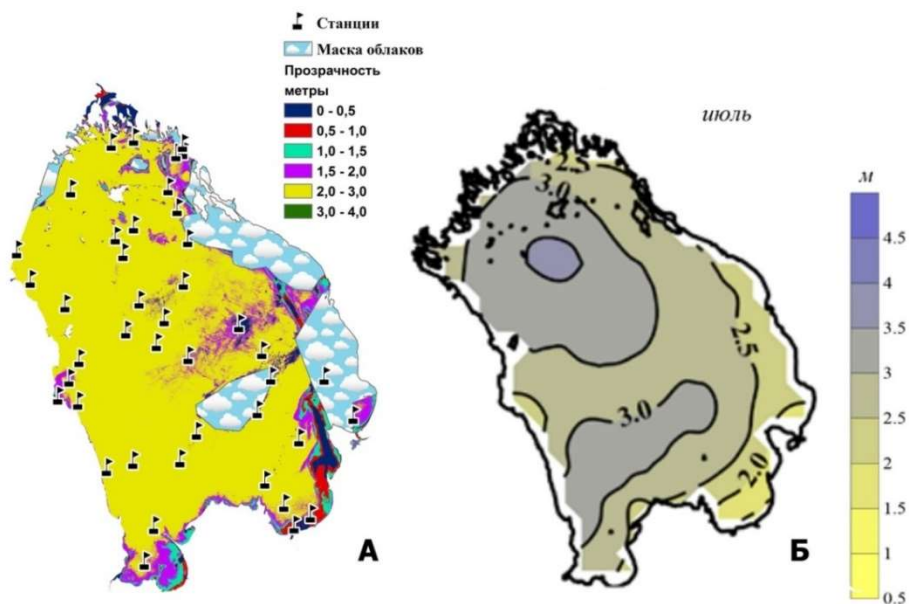 Станции
Маска облаков
Прозрачность
метры
0 - 0,5
0,5 - 1,0
1,0 - 1,5
1,5 - 2,0
2,0 - 3,0
3,0 - 4,0
А
июль
м
4.5
4
3.5
3
2.5
2
1.5
1
0.5
2.5
3.0
2.5
3.0
2.0
Б